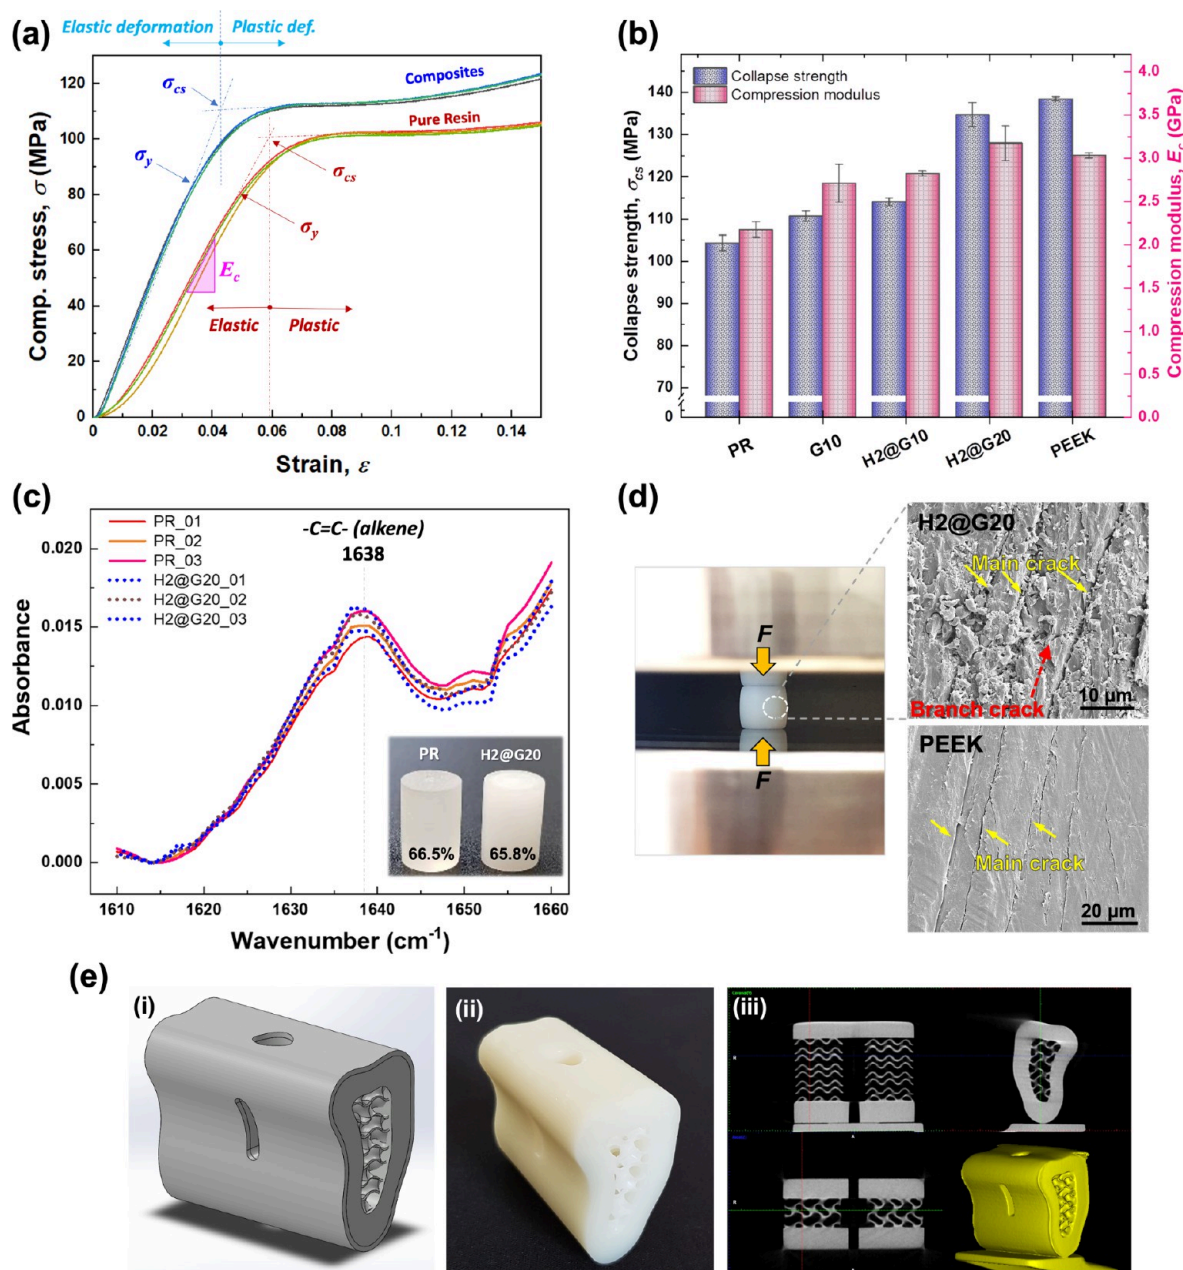 (a)
Elastic deformation
Plastic def.
Composites
Pure Resin
σcs
σy
σcs
σy
Ec
Elastic
Plastic
Comp. stress, σ (MPa)
120
100
80
60
40
20
0
0
0.02
0.04
0.06
0.08
0.1
0.12
0.14
Strain, ε
(b)
Collapse strength
Compression modulus
Collapse strength, σcs (MPa)
140
130
120
110
100
90
80
70
0
Compression modulus, Ec (GPa)
4.0
3.5
3.0
2.5
2.0
1.5
1.0
0.5
0.0
PR
G10
H2@G10
H2@G20
PEEK
(c)
PR_01
PR_02
PR_03
H2@G20_01
H2@G20_02
H2@G20_03
-C=C- (alkene)
1638
Absorbance
0.020
0.015
0.010
0.005
0.000
PR
H2@G20
66.5%
65.8%
1610
1620
1630
1640
1650
1660
Wavenumber (cm-1)
(d)
F
F
H2@G20
Main crack
Branch crack
10 µm
PEEK
Main crack
20 µm
(e)
(i)
(ii)
(iii)